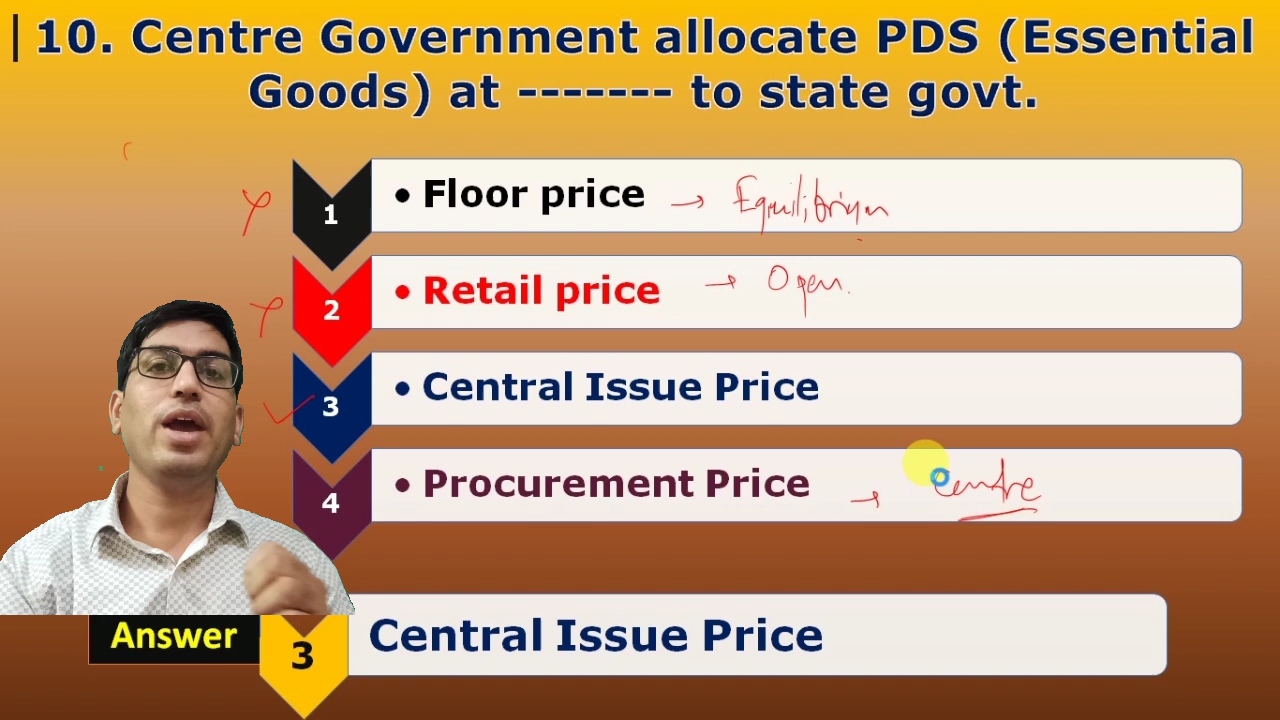 10. Centre Government allocate PDS (Essential
Goods) at ------- to state govt.
1 • Floor price → Equilibrium
2 • Retail price → Open.
3 • Central Issue Price
4 • Procurement Price → Centre
Answer 3 Central Issue Price